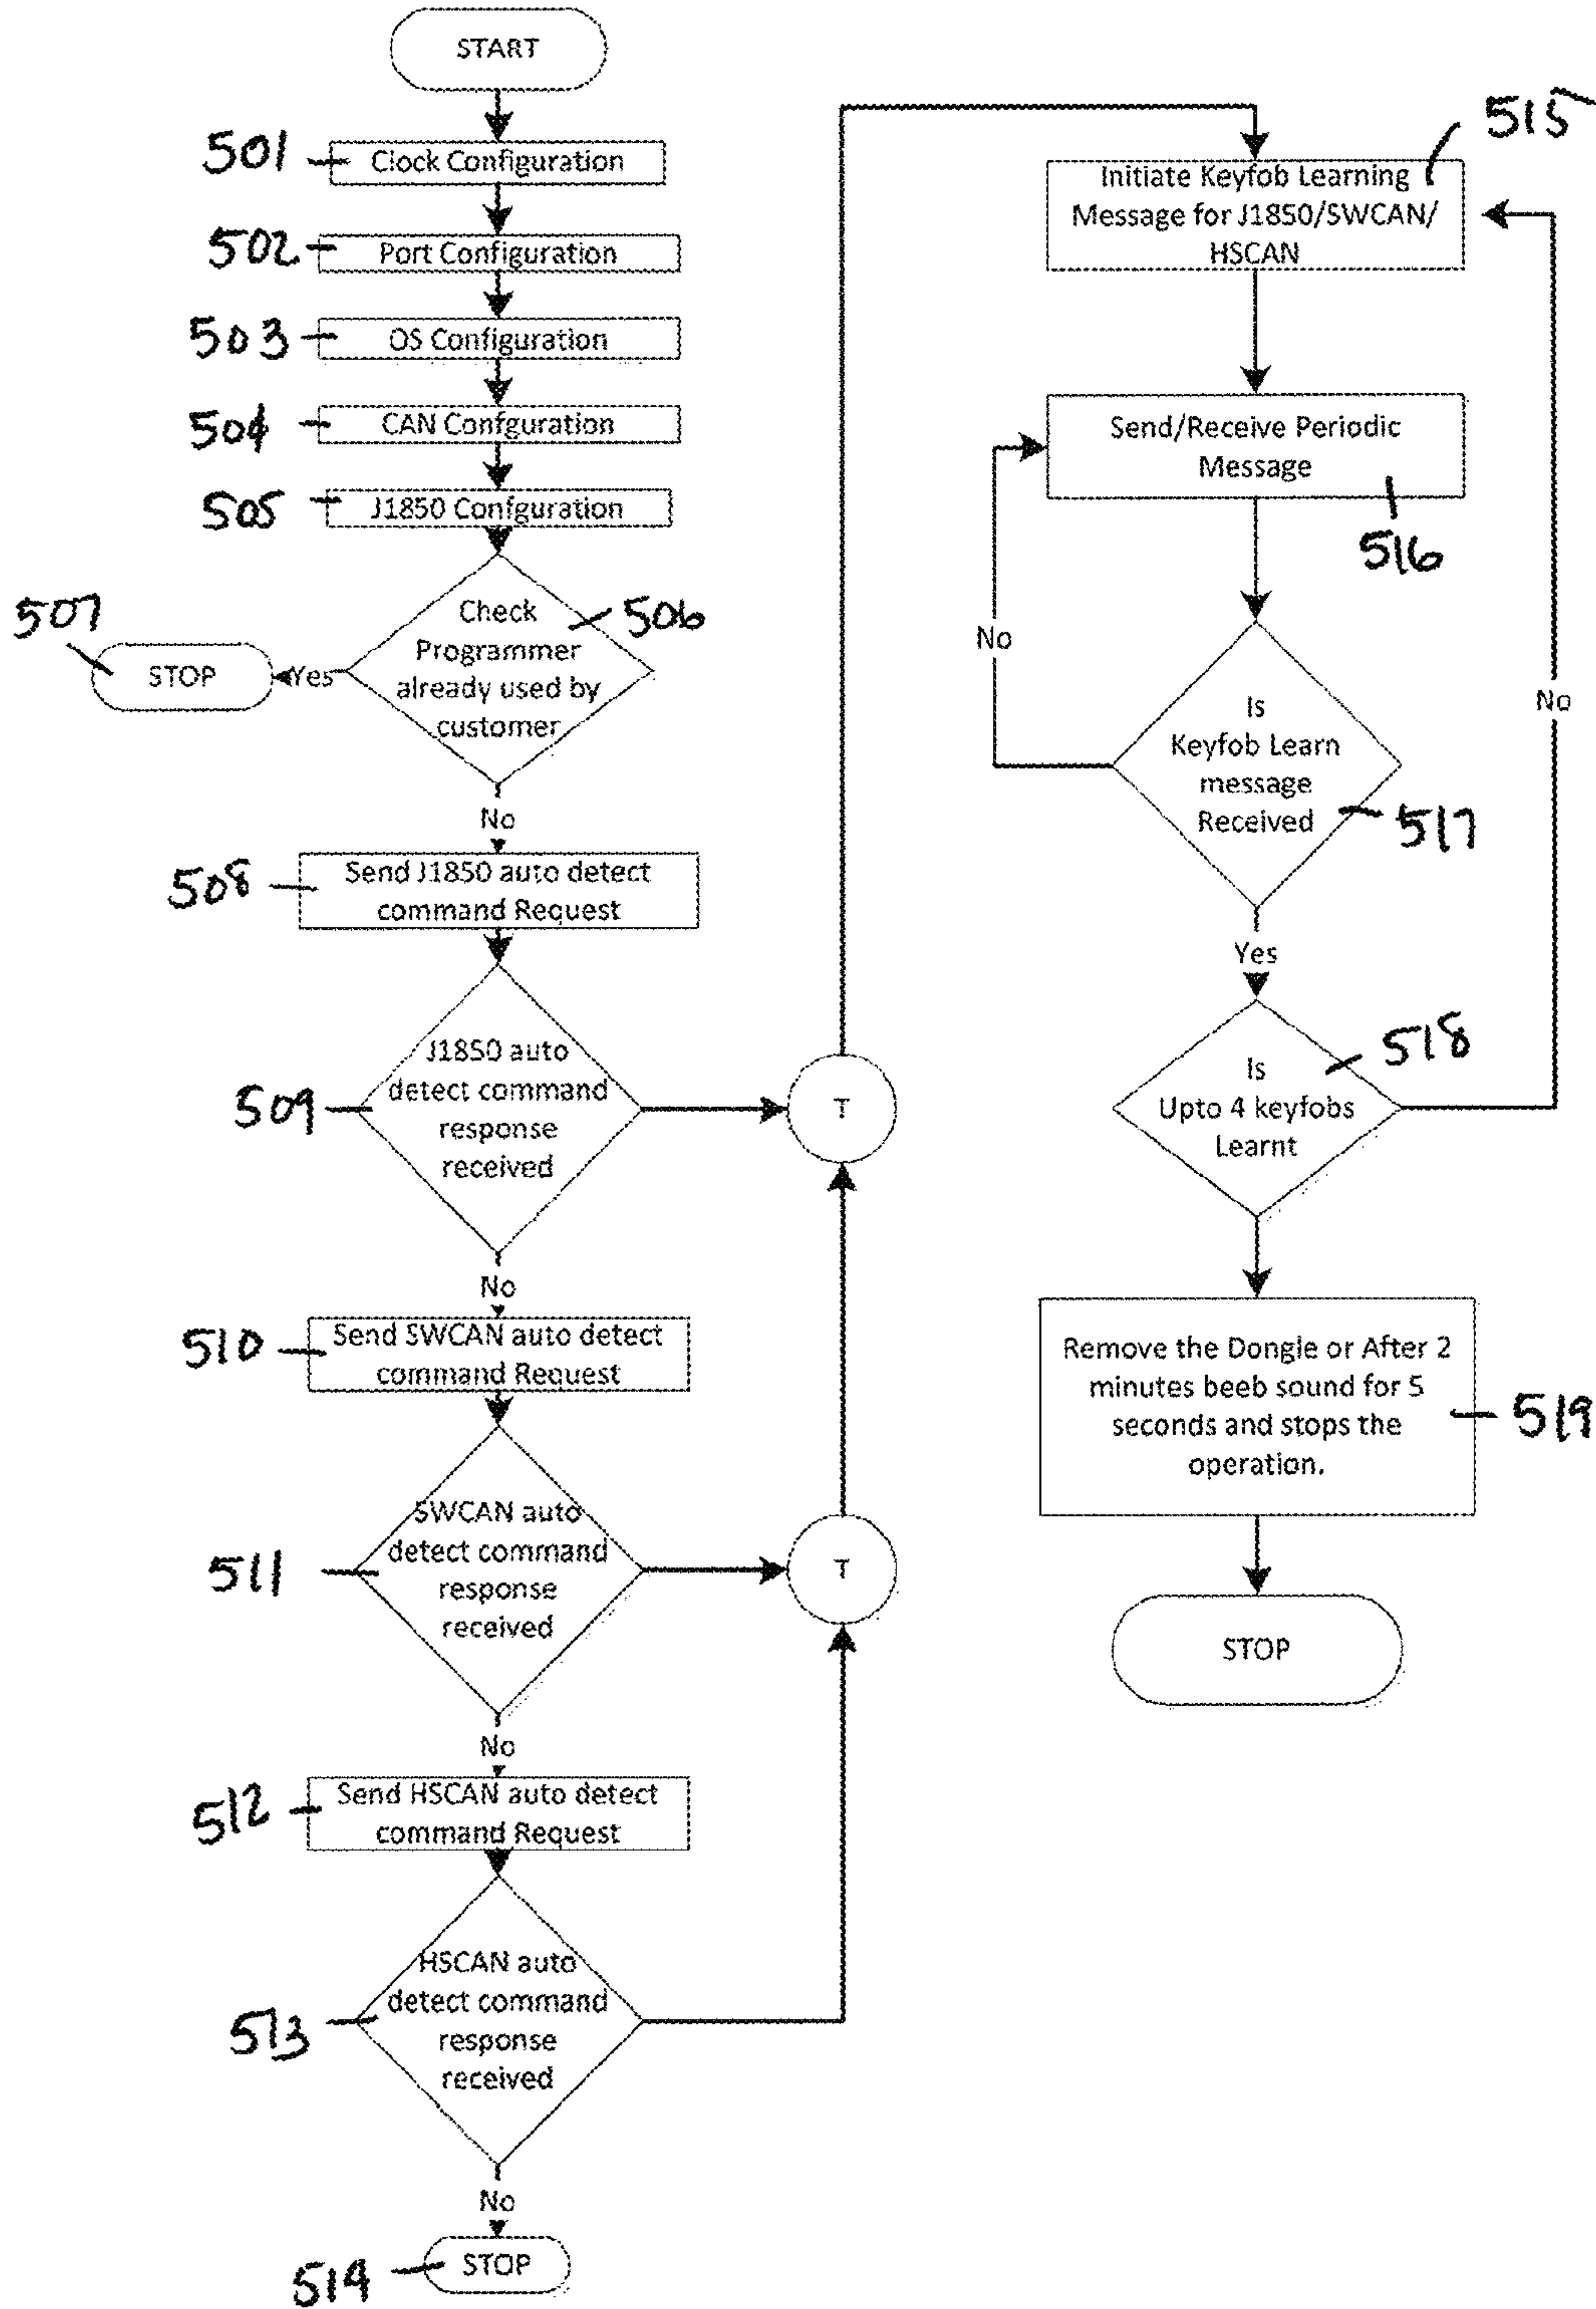 START
501
Clock Configuration
502
Port Configuration
503
OS Configuration
504
CAN Confguration
505
J1850 Confguration
506
Check
Programmer
already used by
customer
507
STOP
Yes
No
508
Send J1850 auto detect
command Request
509
J1850 auto
detect command
response
received
T
No
510
Send SWCAN auto detect
command Request
511
SWCAN auto
detect command
response
received
T
No
512
Send HSCAN auto detect
command Request
513
HSCAN auto
detect command
response
received
No
514
STOP
515
Initiate Keyfob Learning
Message for J1850/SWCAN/
HSCAN
Send/Receive Periodic
Message
516
No
Is
Keyfob Learn
message
Received
517
No
Yes
518
Is
Upto 4 keyfobs
Learnt
Remove the Dongle or After 2
minutes beeb sound for 5
seconds and stops the
operation.
519
STOP